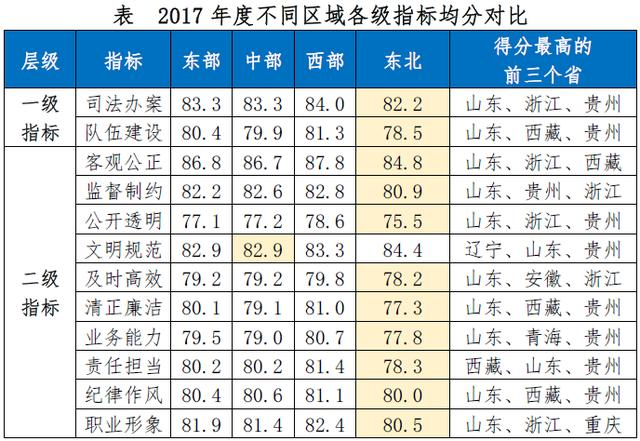 表 2017 年度不同区域各级指标均分对比
层级 指标 东部 中部 西部 东北 得分最高的前三个省
一级指标 司法办案 83.3 83.3 84.0 82.2 山东、浙江、贵州
队伍建设 80.4 79.9 81.3 78.5 山东、西藏、贵州
二级指标 客观公正 86.8 86.7 87.8 84.8 山东、浙江、西藏
监督制约 82.2 82.6 82.8 80.9 山东、贵州、浙江
公开透明 77.1 77.2 78.6 75.5 山东、浙江、贵州
文明规范 82.9 82.9 83.3 84.4 辽宁、山东、贵州
及时高效 79.2 79.2 79.8 78.2 山东、安徽、浙江
清正廉洁 80.1 79.1 81.0 77.3 山东、西藏、贵州
业务能力 79.5 79.0 80.7 77.8 山东、青海、贵州
责任担当 80.2 80.2 81.4 78.3 西藏、山东、贵州
纪律作风 80.4 80.6 81.1 80.0 山东、西藏、贵州
职业形象 81.9 81.4 82.4 80.5 山东、浙江、重庆